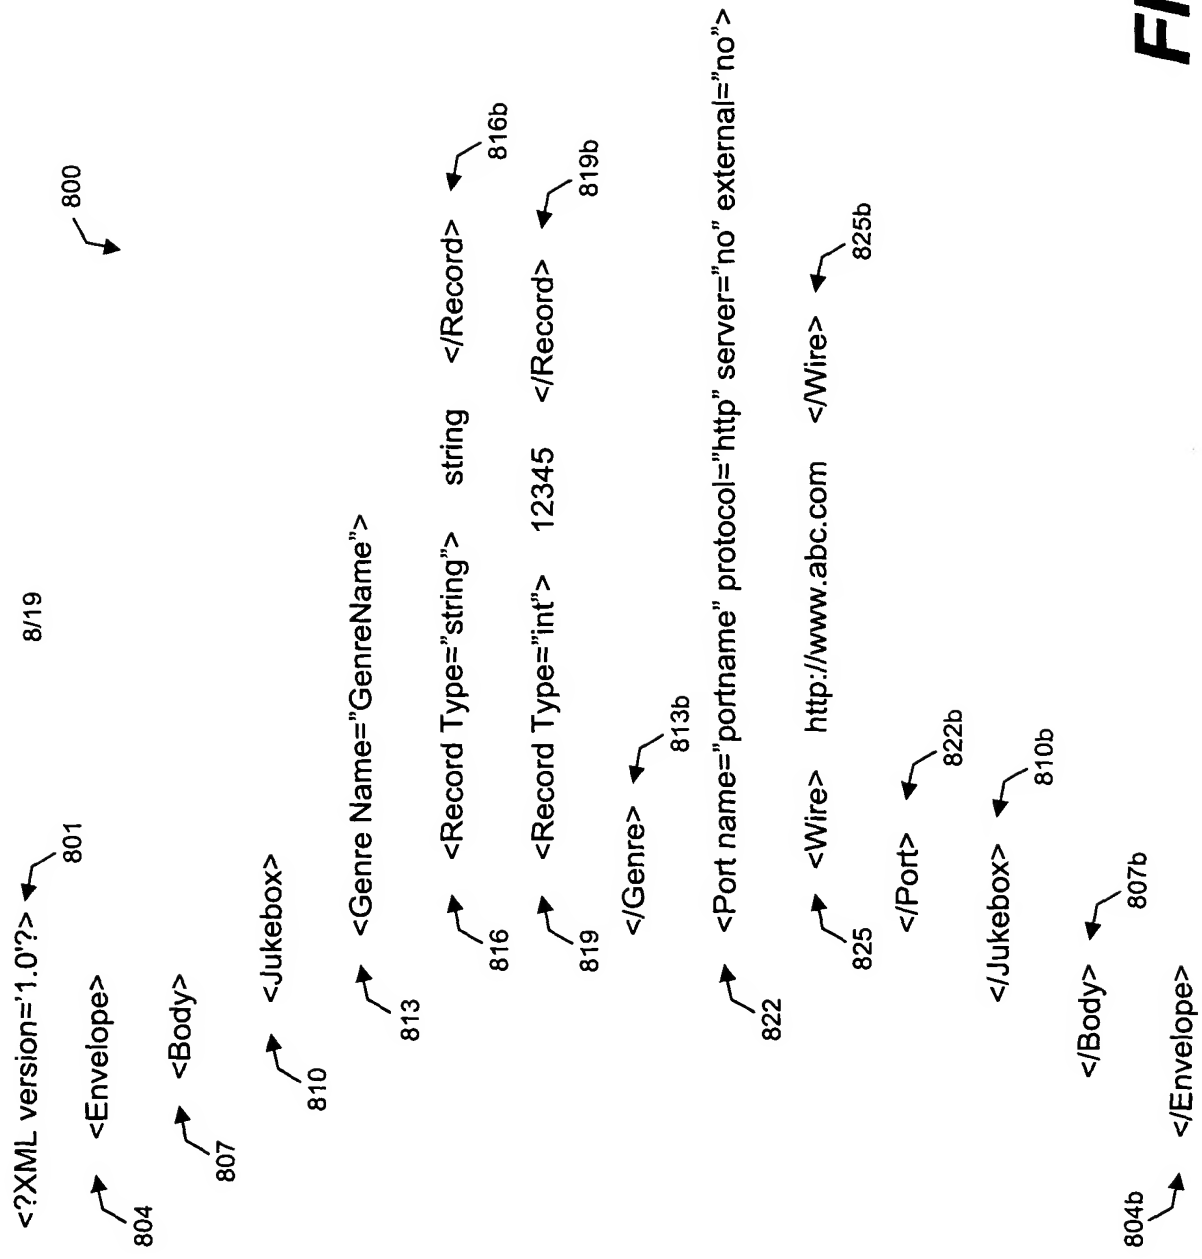 8/19
800
<?XML version='1.0'?>
801
<Envelope>
804
<Body>
807
<Jukebox>
810
<Genre Name="GenreName">
813
<Record Type="string"> string </Record>
816
816b
<Record Type="int"> 12345 </Record>
819
819b
</Genre>
813b
<Port name="portname" protocol="http" server="no" external="no">
822
<Wire> http://www.abc.com </Wire>
825
825b
</Port>
822b
</Jukebox>
810b
</Body>
807b
</Envelope>
804b
FI